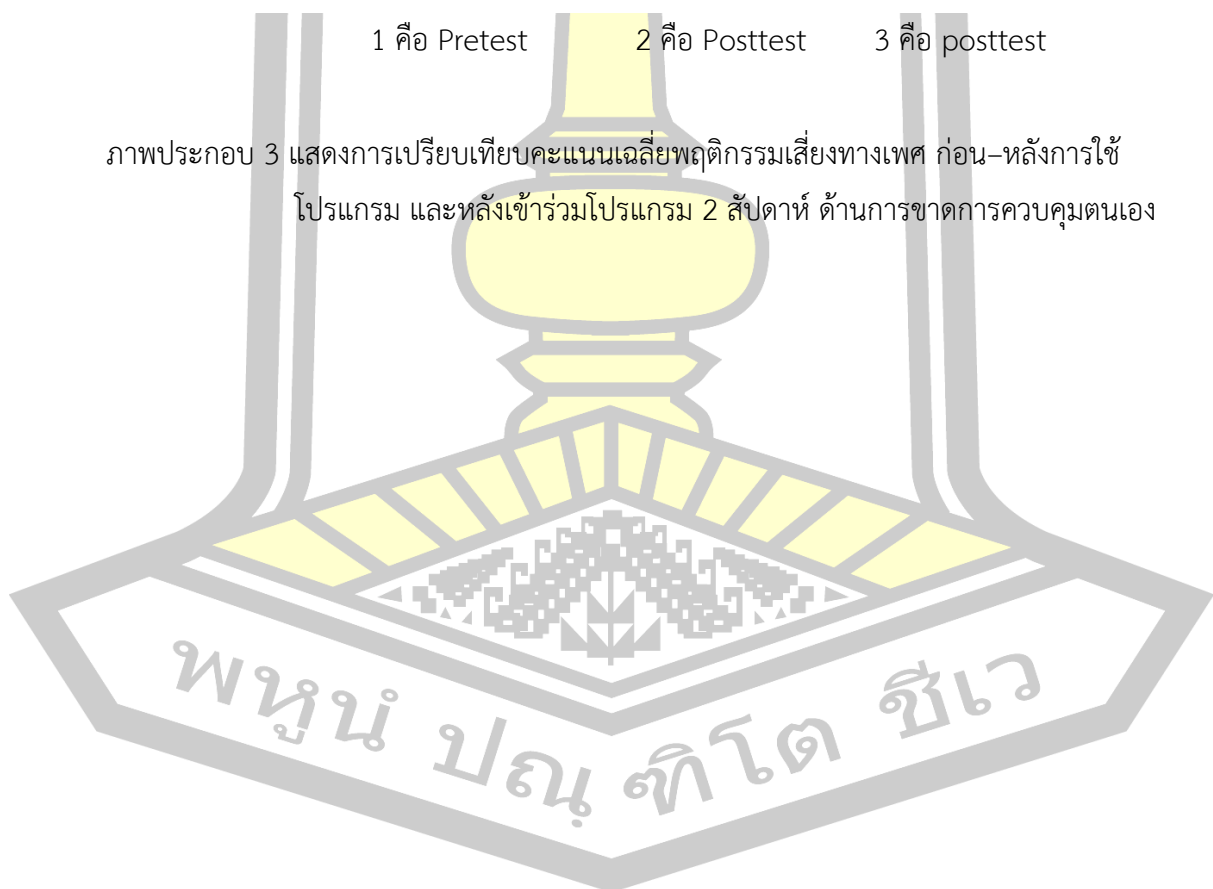 1 คือ Pretest 2 คือ Posttest 3 คือ posttest
ภาพประกอบ 3 แสดงการเปรียบเทียบคะแนนเฉลี่ยพฤติกรรมเสี่ยงทางเพศ ก่อน–หลังการใช้
โปรแกรม และหลังเข้าร่วมโปรแกรม 2 สัปดาห์ ด้านการขาดการควบคุมตนเอง
พหูนํ ปณฺฑิโต ชีเว